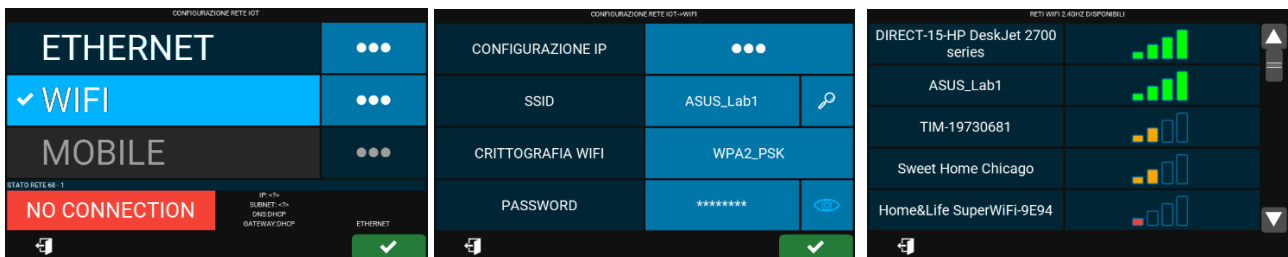 CONFIGURAZIONE RETE IOT
ETHERNET
WIFI
MOBILE
STATO RETE 68 - 1
NO CONNECTION
IP: <?>
SUBNET: <?>
DNS:DHCP
GATEWAY:DHCP
ETHERNET
CONFIGURAZIONE RETE IOT->WIFI
CONFIGURAZIONE IP
SSID ASUS_Lab1
CRITTOGRAFIA WIFI WPA2_PSK
PASSWORD ********
RETI WIFI 2.4GHZ DISPONIBILI
DIRECT-15-HP DeskJet 2700
series
ASUS_Lab1
TIM-19730681
Sweet Home Chicago
Home&Life SuperWiFi-9E94